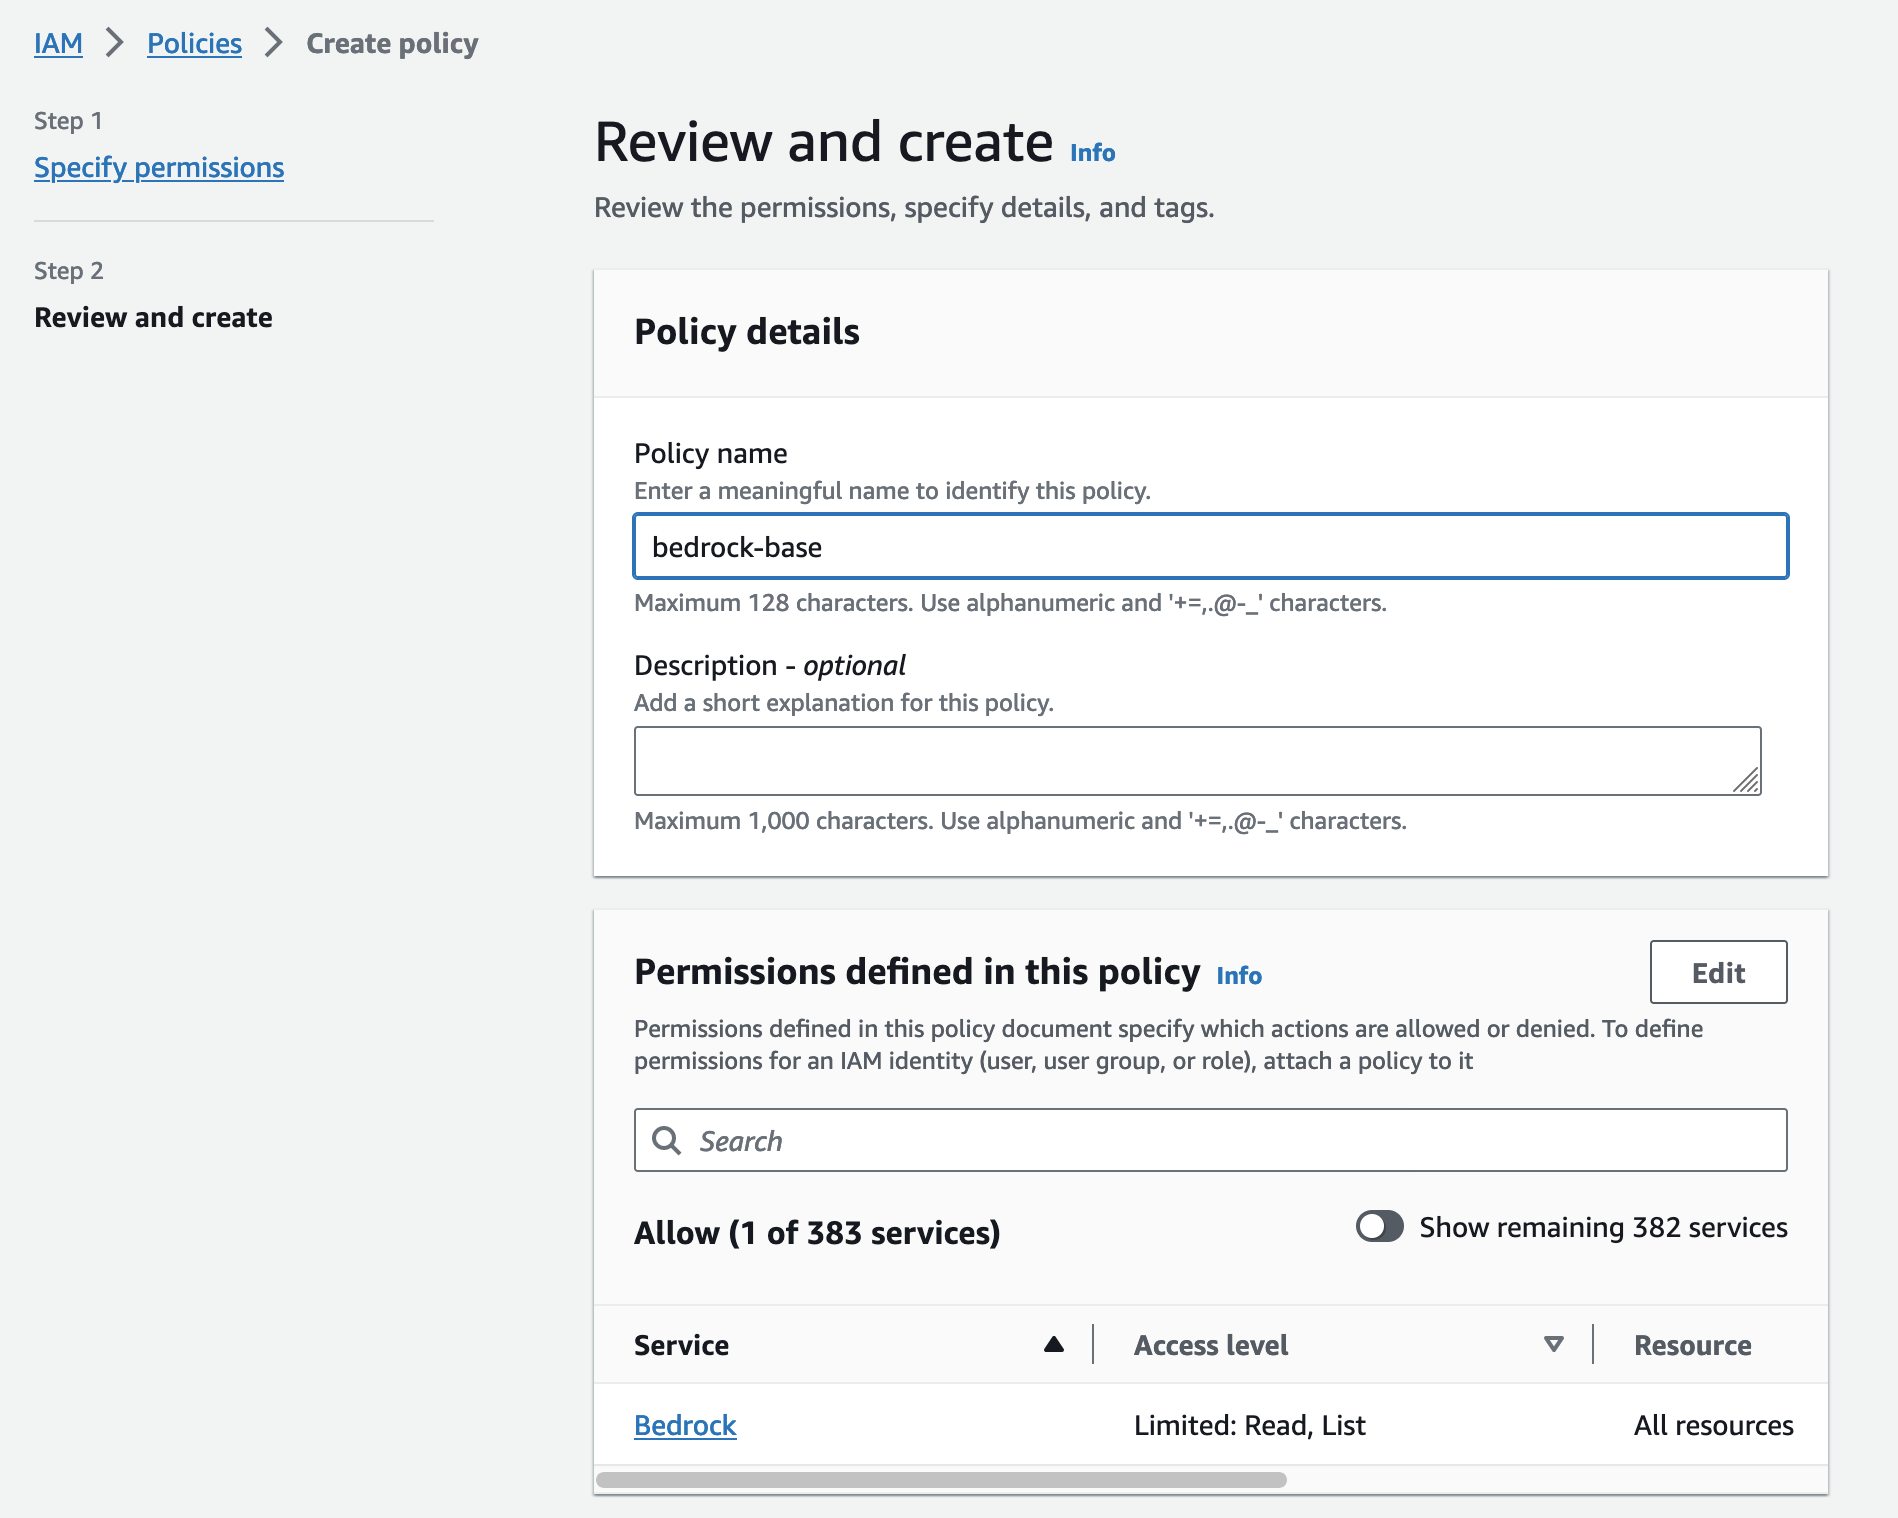 IAM > Policies > Create policy
Step 1
Specify permissions
Step 2
Review and create
Review and create Info
Review the permissions, specify details, and tags.
Policy details
Policy name
Enter a meaningful name to identify this policy.
bedrock-base
Maximum 128 characters. Use alphanumeric and '+=,.@-_' characters.
Description - optional
Add a short explanation for this policy.
Maximum 1,000 characters. Use alphanumeric and '+=,.@-_' characters.
Permissions defined in this policy Info
Edit
Permissions defined in this policy document specify which actions are allowed or denied. To define
permissions for an IAM identity (user, user group, or role), attach a policy to it
Search
Allow (1 of 383 services)
Show remaining 382 services
Service Access level Resource
Bedrock Limited: Read, List All resources